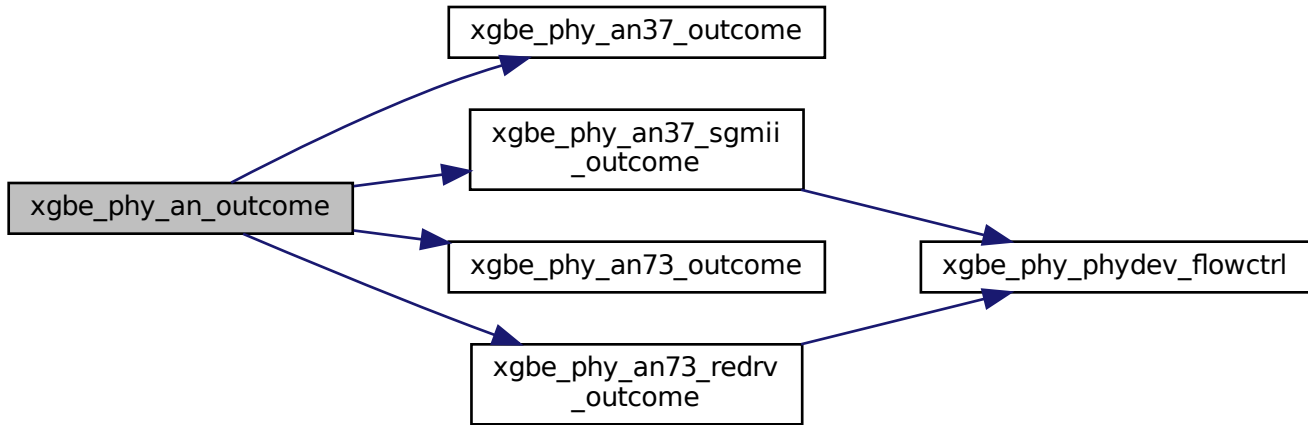 xgbe_phy_an37_outcome
xgbe_phy_an37_sgmii
_outcome
xgbe_phy_an_outcome
xgbe_phy_an73_outcome
xgbe_phy_phydev_flowctrl
xgbe_phy_an73_redrv
_outcome